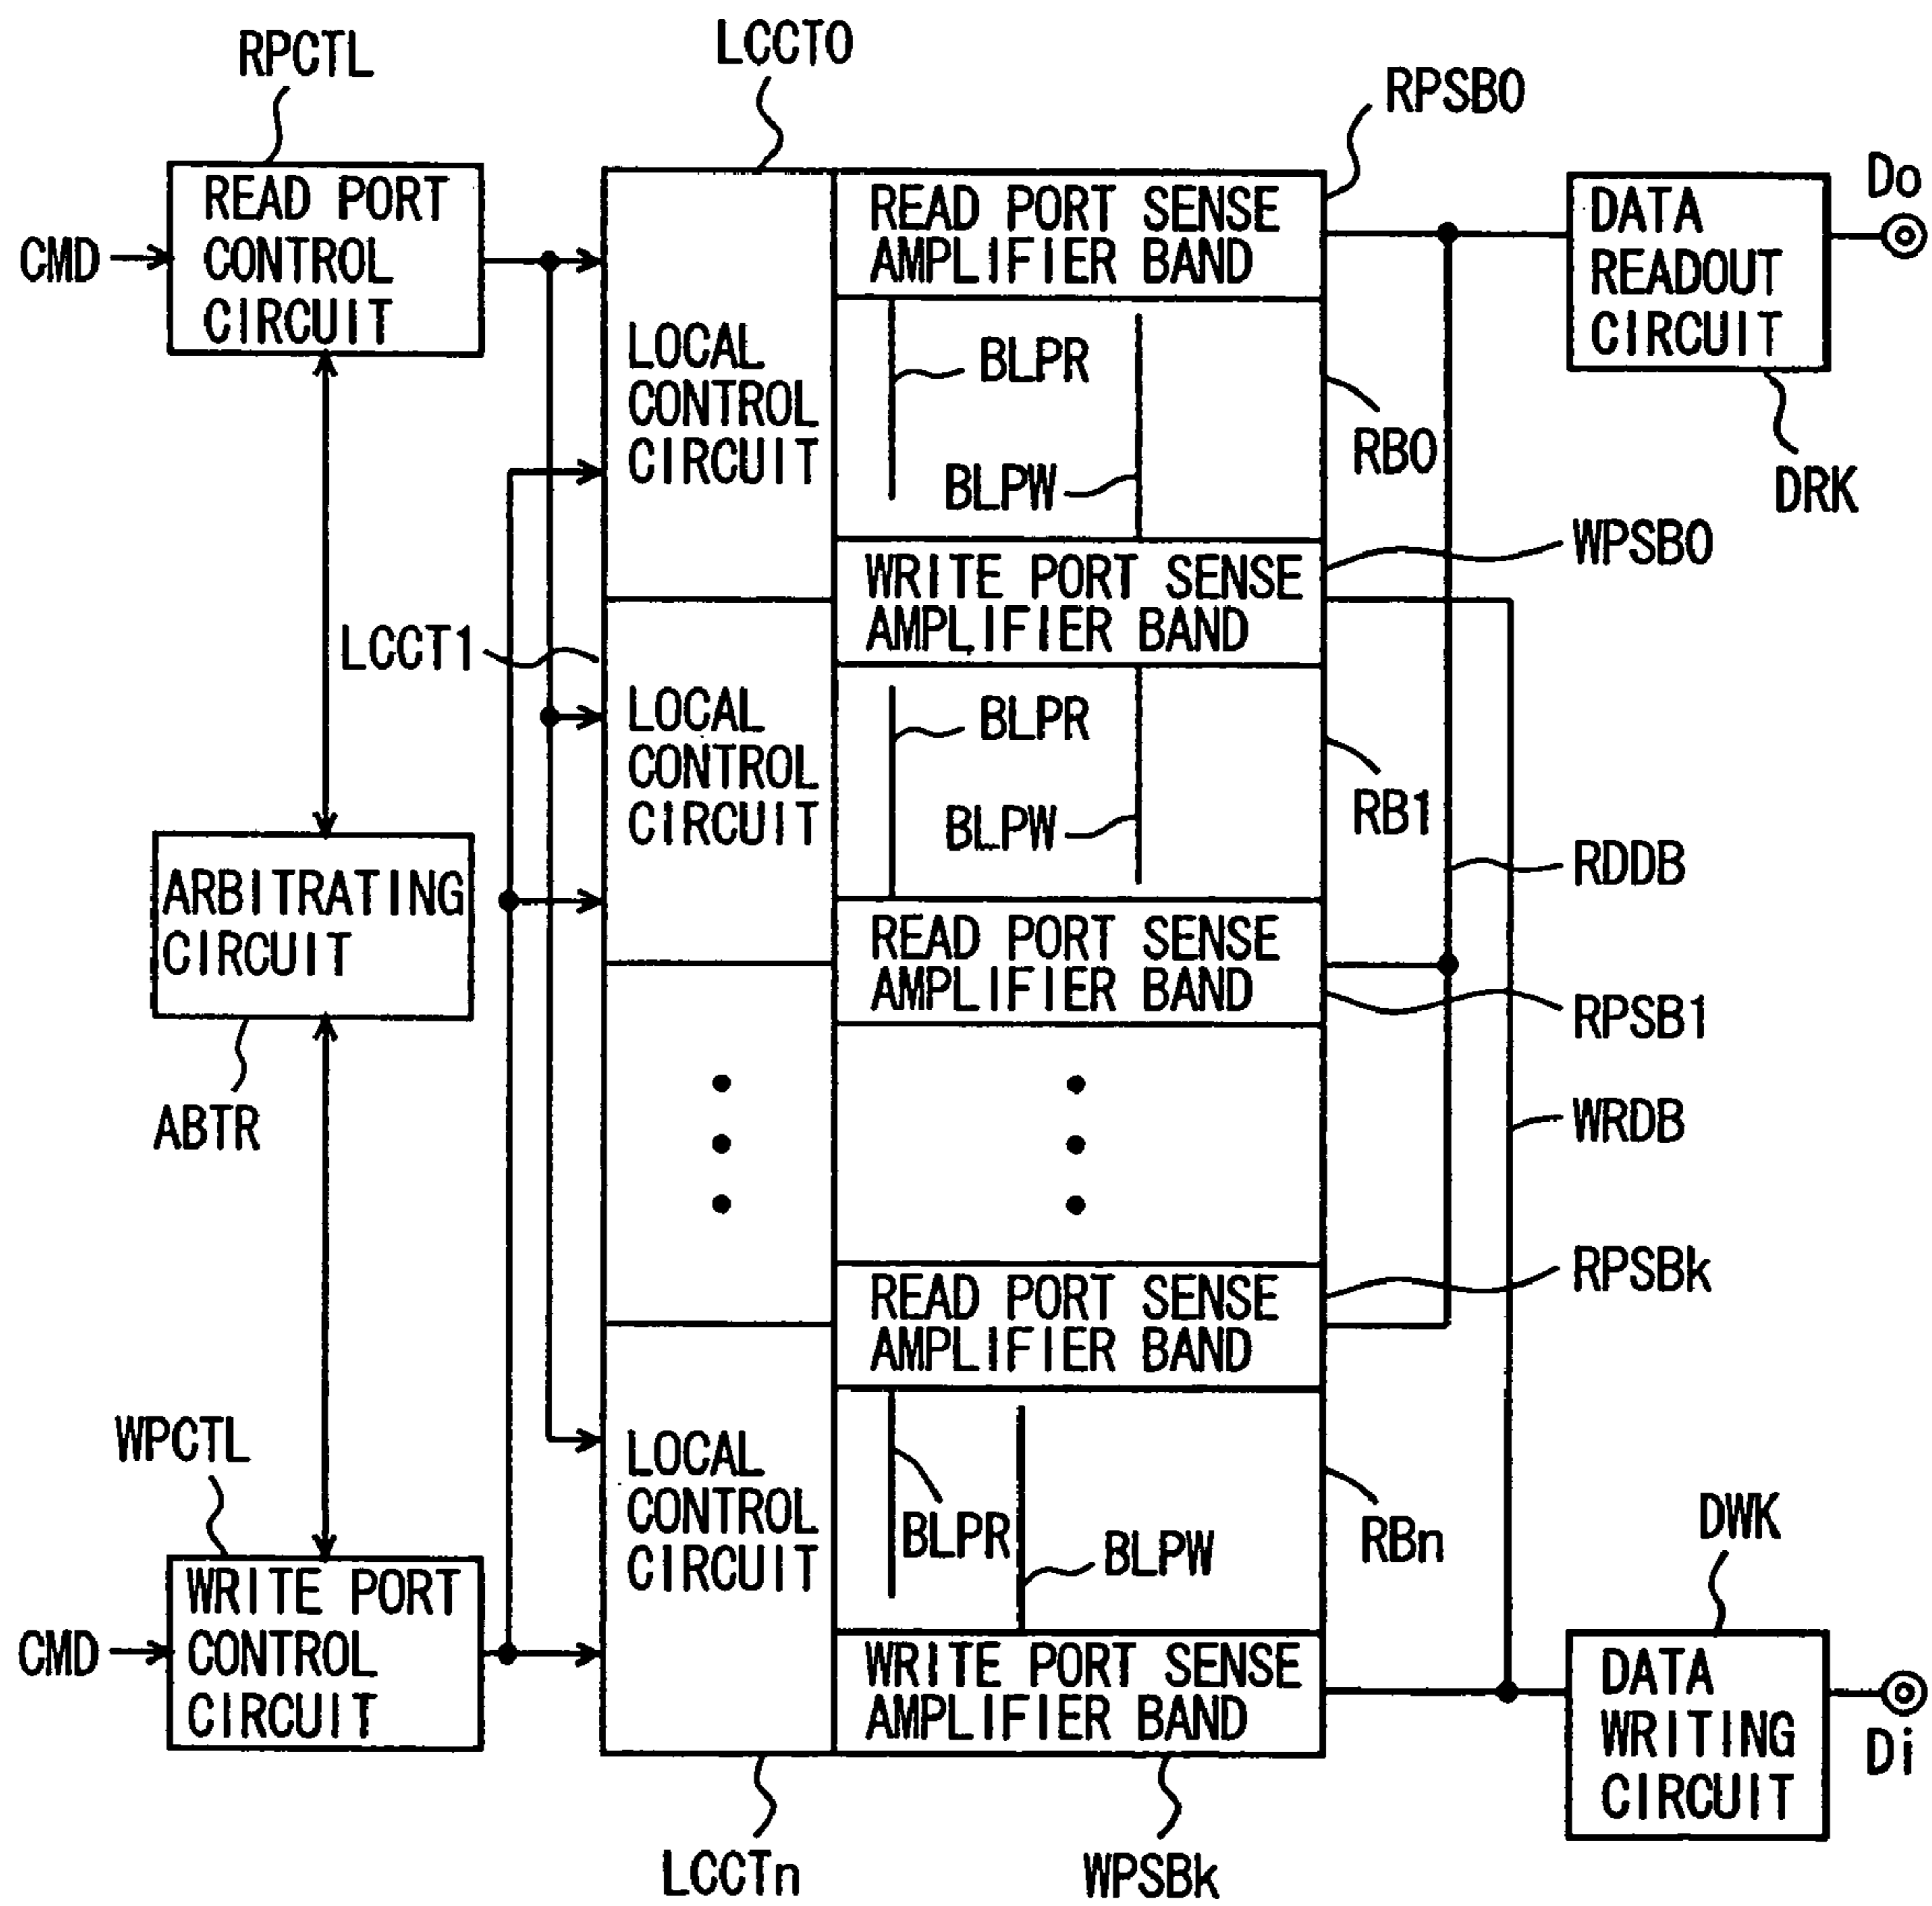 RPCTL
LCCT0
RPSB0
Do
CMD
READ PORT
CONTROL
CIRCUIT
READ PORT SENSE
AMPLIFIER BAND
DATA
READOUT
CIRCUIT
DRK
LOCAL
CONTROL
CIRCUIT
BLPR
BLPW
RB0
WPSB0
WRITE PORT SENSE
AMPLIFIER BAND
LCCT1
LOCAL
CONTROL
CIRCUIT
BLPR
BLPW
RB1
RDDB
ARBITRATING
CIRCUIT
ABTR
READ PORT SENSE
AMPLIFIER BAND
RPSB1
WRDB
READ PORT SENSE
AMPLIFIER BAND
RPSBk
WPCTL
LOCAL
CONTROL
CIRCUIT
BLPR
BLPW
RBn
DWK
CMD
WRITE PORT
CONTROL
CIRCUIT
WRITE PORT SENSE
AMPLIFIER BAND
DATA
WRITING
CIRCUIT
Di
LCCTn
WPSBk